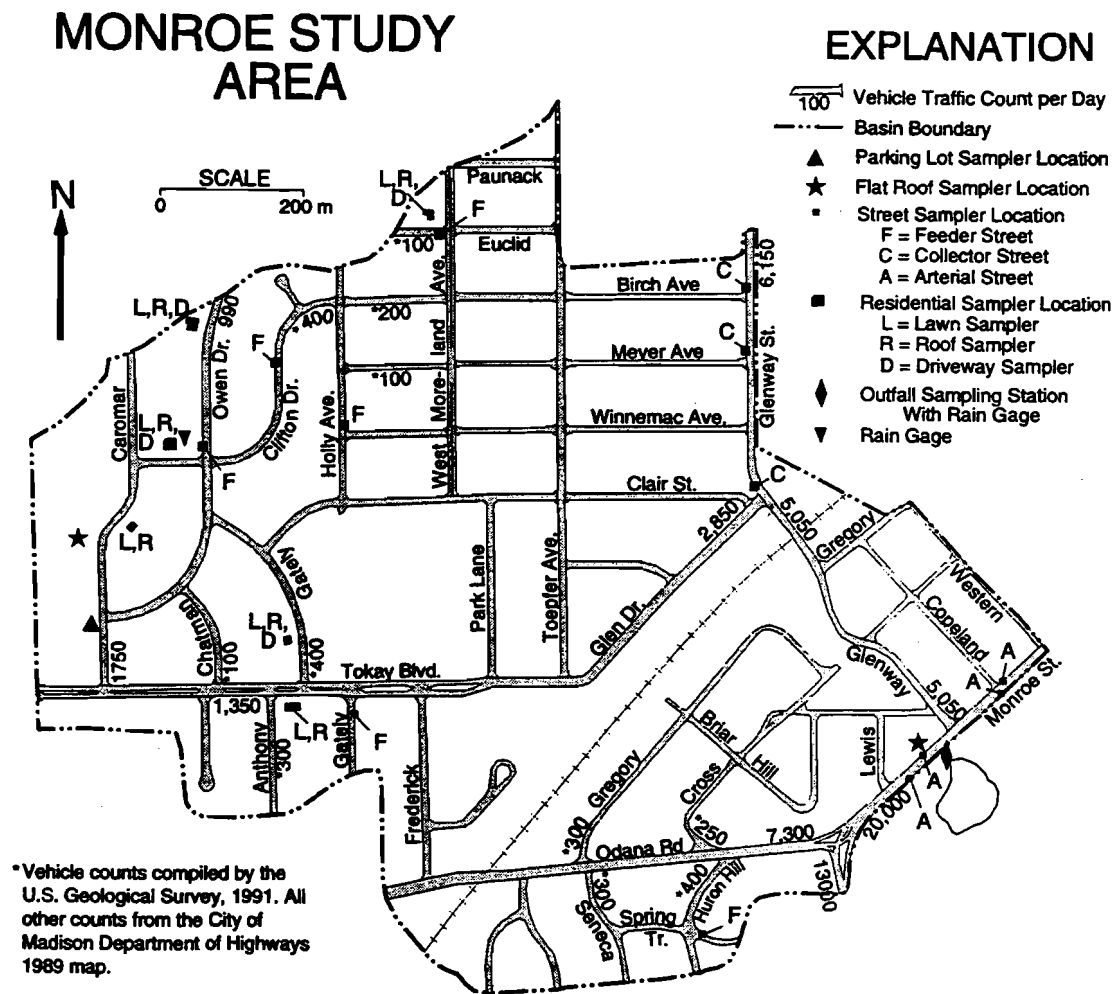 MONROE STUDY
AREA
N
SCALE
0 200 m
EXPLANATION
100 Vehicle Traffic Count per Day
Basin Boundary
Parking Lot Sampler Location
Flat Roof Sampler Location
Street Sampler Location
F = Feeder Street
C = Collector Street
A = Arterial Street
Residential Sampler Location
L = Lawn Sampler
R = Roof Sampler
D = Driveway Sampler
Outfall Sampling Station
With Rain Gage
Rain Gage
Paunack
L,R,
D
F
*100
Euclid
6,150
C
Birch Ave
L,R,D
990
*400
*200
Owen Dr.
F
Clifton Dr.
C
Meyer Ave
*100
Glenway St.
Caromar
L,R,
D
F
Holly Ave.
F
West More-
land
Ave.
Winnemac Ave.
Clair St.
C
2,850
5,050
Gregory
L,R
Gately
Park Lane
Toepler Ave.
Glen Dr.
Western
Copeland
Chatman
L,R,
D
1750
*100
*400
Tokay Blvd.
Glenway
5,050
A
A
Monroe St.
1,350
Anthony
*300
L,R
Gately
F
Frederick
Briar
Hill
Gregory
Cross
Lewis
A
A
20,000
*300
*250
7,300
Odana Rd
13000
*300
Seneca
*400
Huron Hill
Spring
Tr.
F
*Vehicle counts compiled by the
U.S. Geological Survey, 1991. All
other counts from the City of
Madison Department of Highways
1989 map.